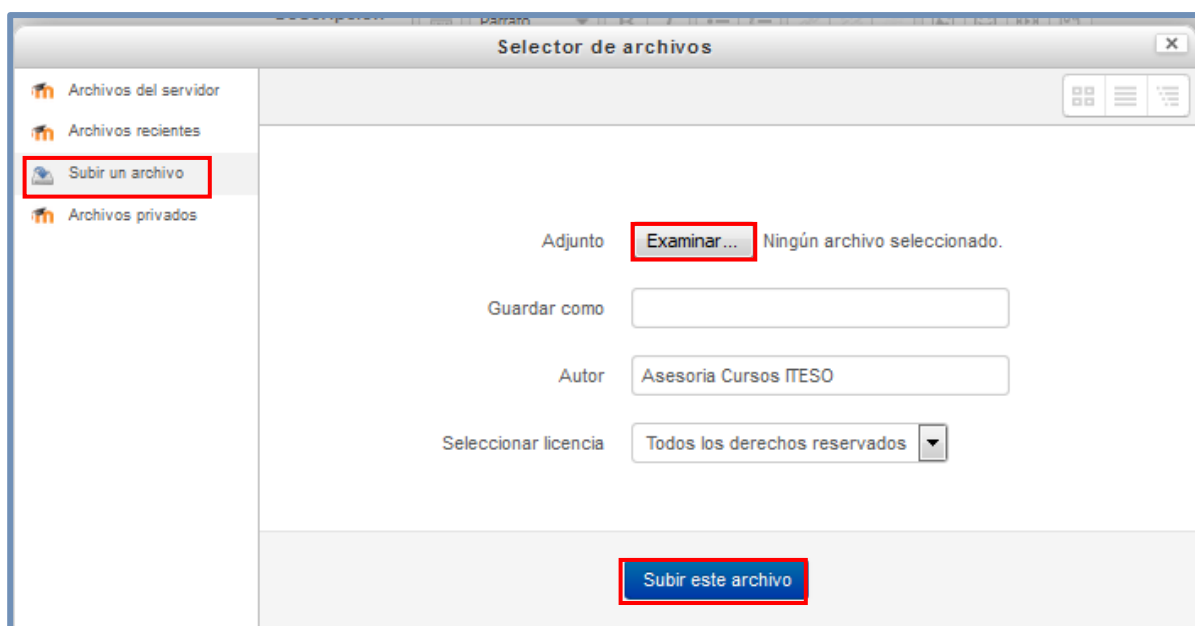 Selector de archivos
Archivos del servidor
Archivos recientes
Subir un archivo
Archivos privados
Adjunto Examinar... Ningún archivo seleccionado.
Guardar como
Autor Asesoria Cursos ITESO
Seleccionar licencia Todos los derechos reservados
Subir este archivo